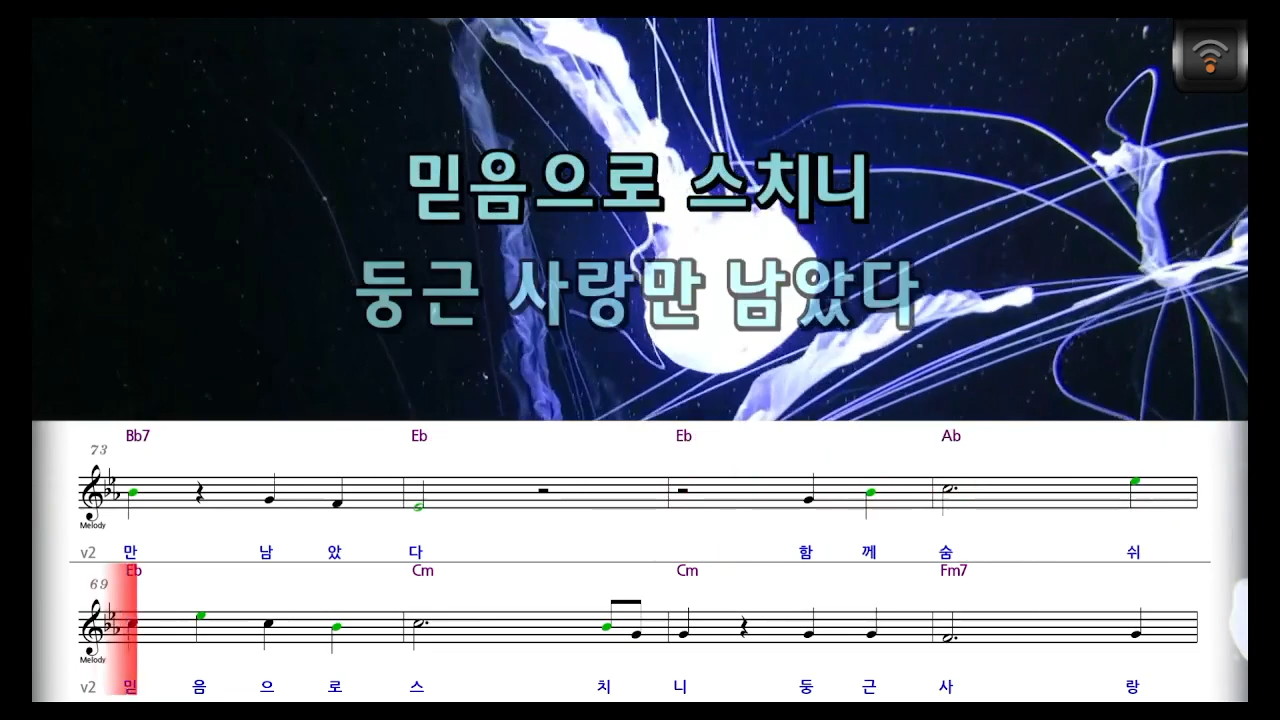 믿음으로 스치니
둥근 사랑만 남았다
Bb7 Eb Eb Ab
73
Melody
v2 만 남 았 다 함 께 숨 쉬
Eb Cm Cm Fm7
69
Melody
v2 믿 음 으 로 스 치 니 둥 근 사 랑